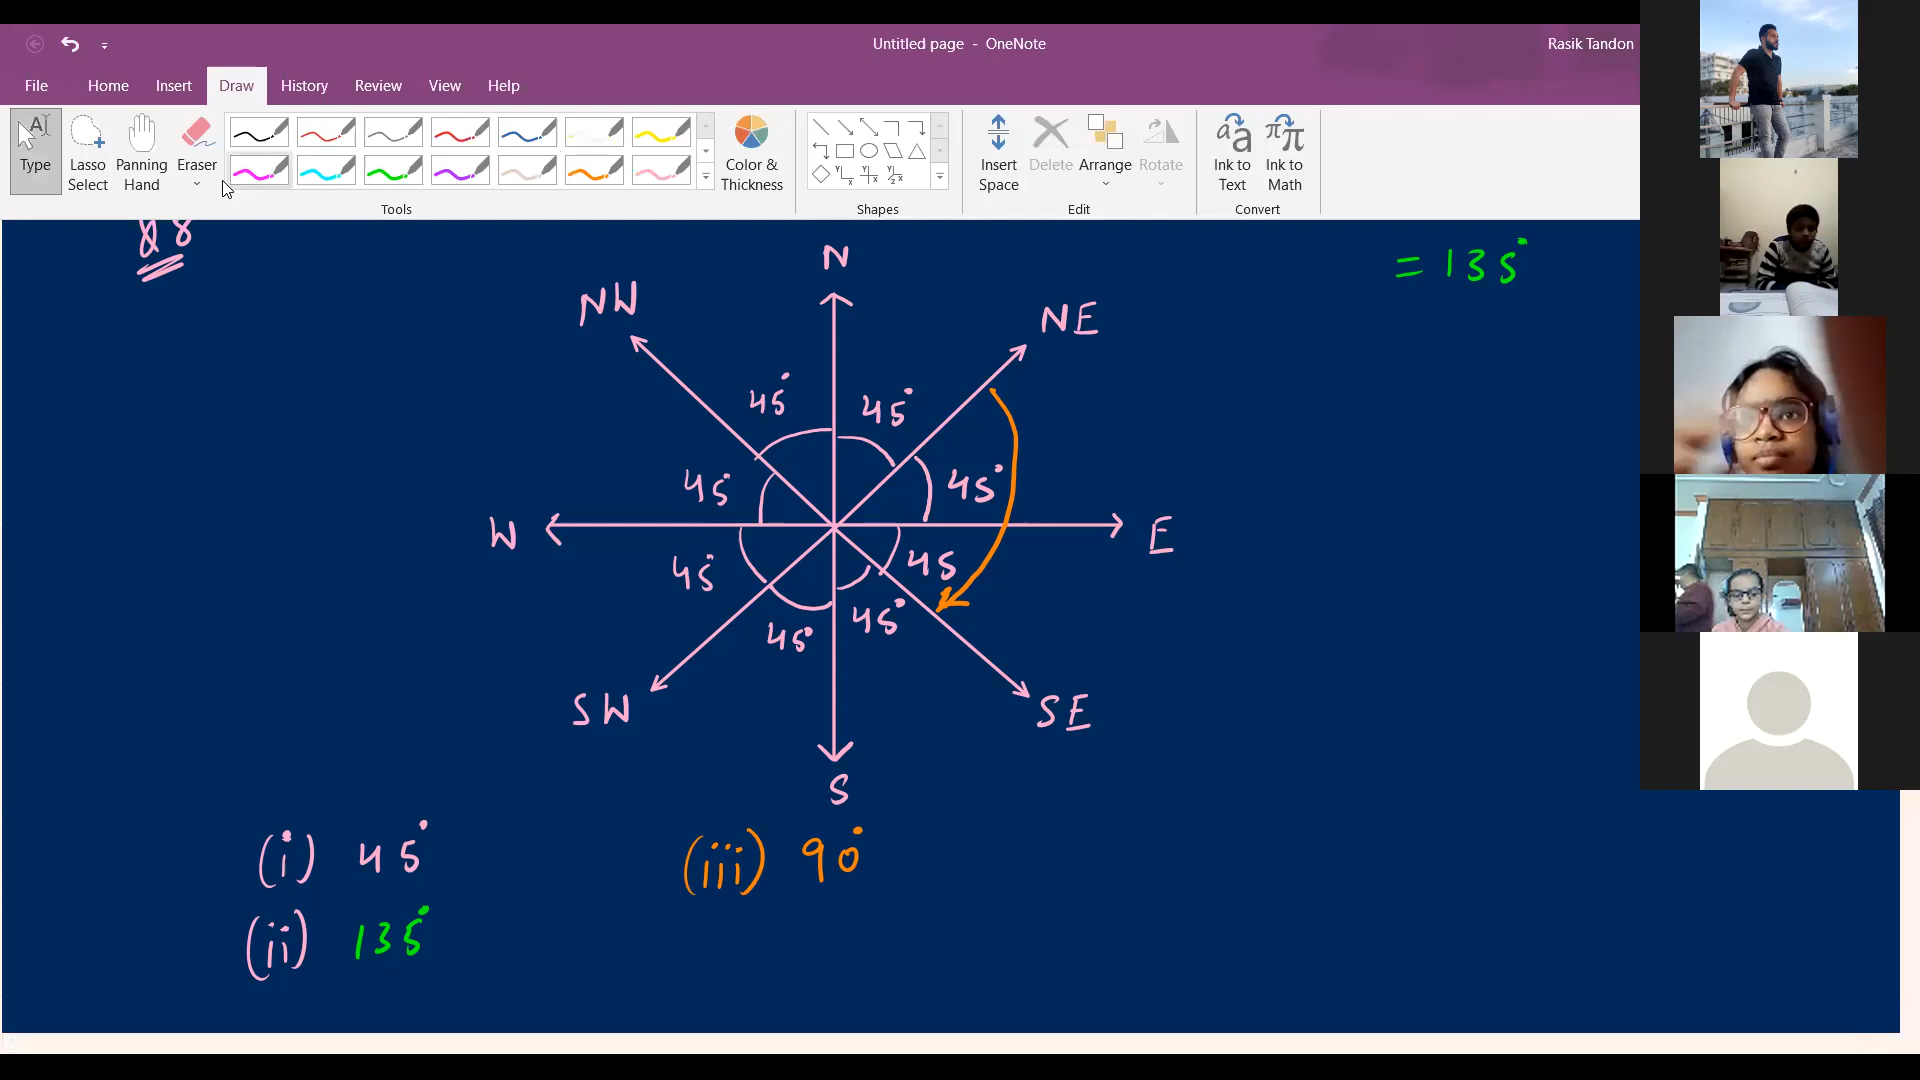 Untitled page - OneNote
Rasik Tandon
File Home Insert Draw History Review View Help
Type
Lasso Select
Panning Hand
Eraser
Color & Thickness
Insert Space
Delete
Arrange
Rotate
Ink to Text
Ink to Math
Tools
Shapes
Edit
Convert
Q8
N
= 135°
NW
NE
45°
45°
45°
45°
W
E
45°
45
45°
45°
SW
SE
S
(i) 45°
(iii) 90°
(ii) 135°